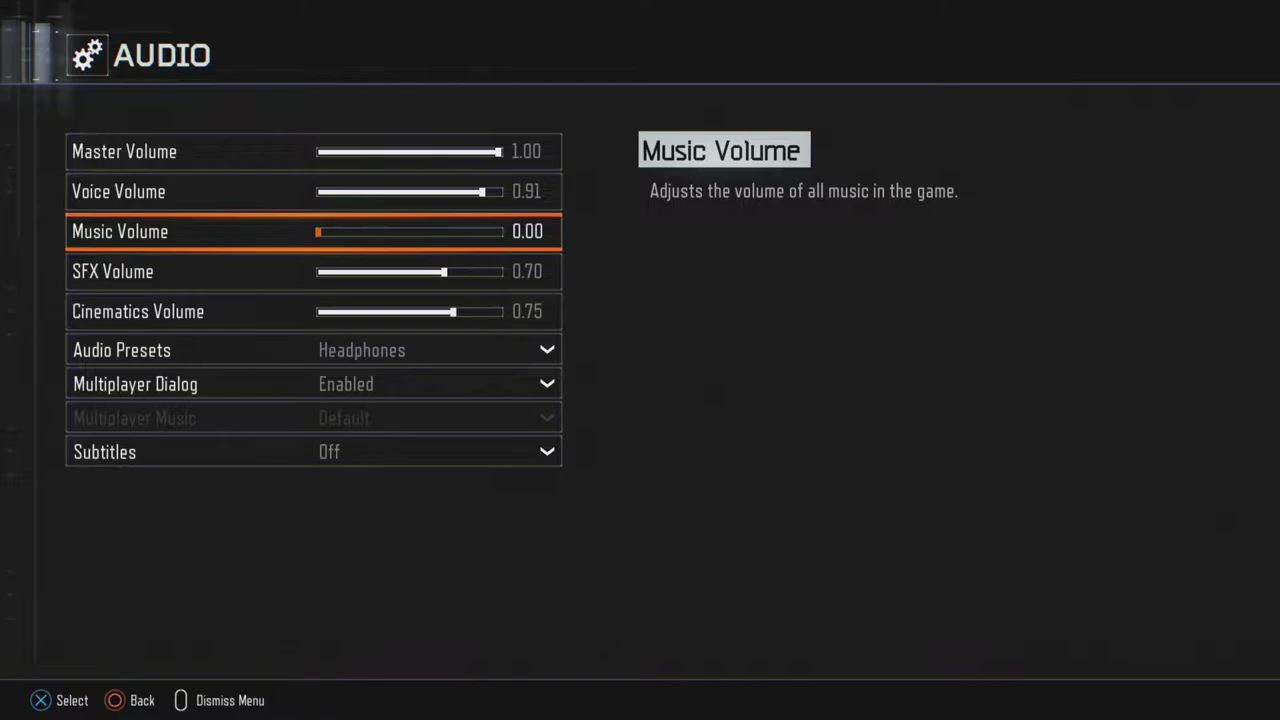 AUDIO
Master Volume 1.00
Music Volume
Voice Volume 0.91
Adjusts the volume of all music in the game.
Music Volume 0.00
SFX Volume 0.70
Cinematics Volume 0.75
Audio Presets Headphones
Multiplayer Dialog Enabled
Multiplayer Music Default
Subtitles Off
Select Back Dismiss Menu